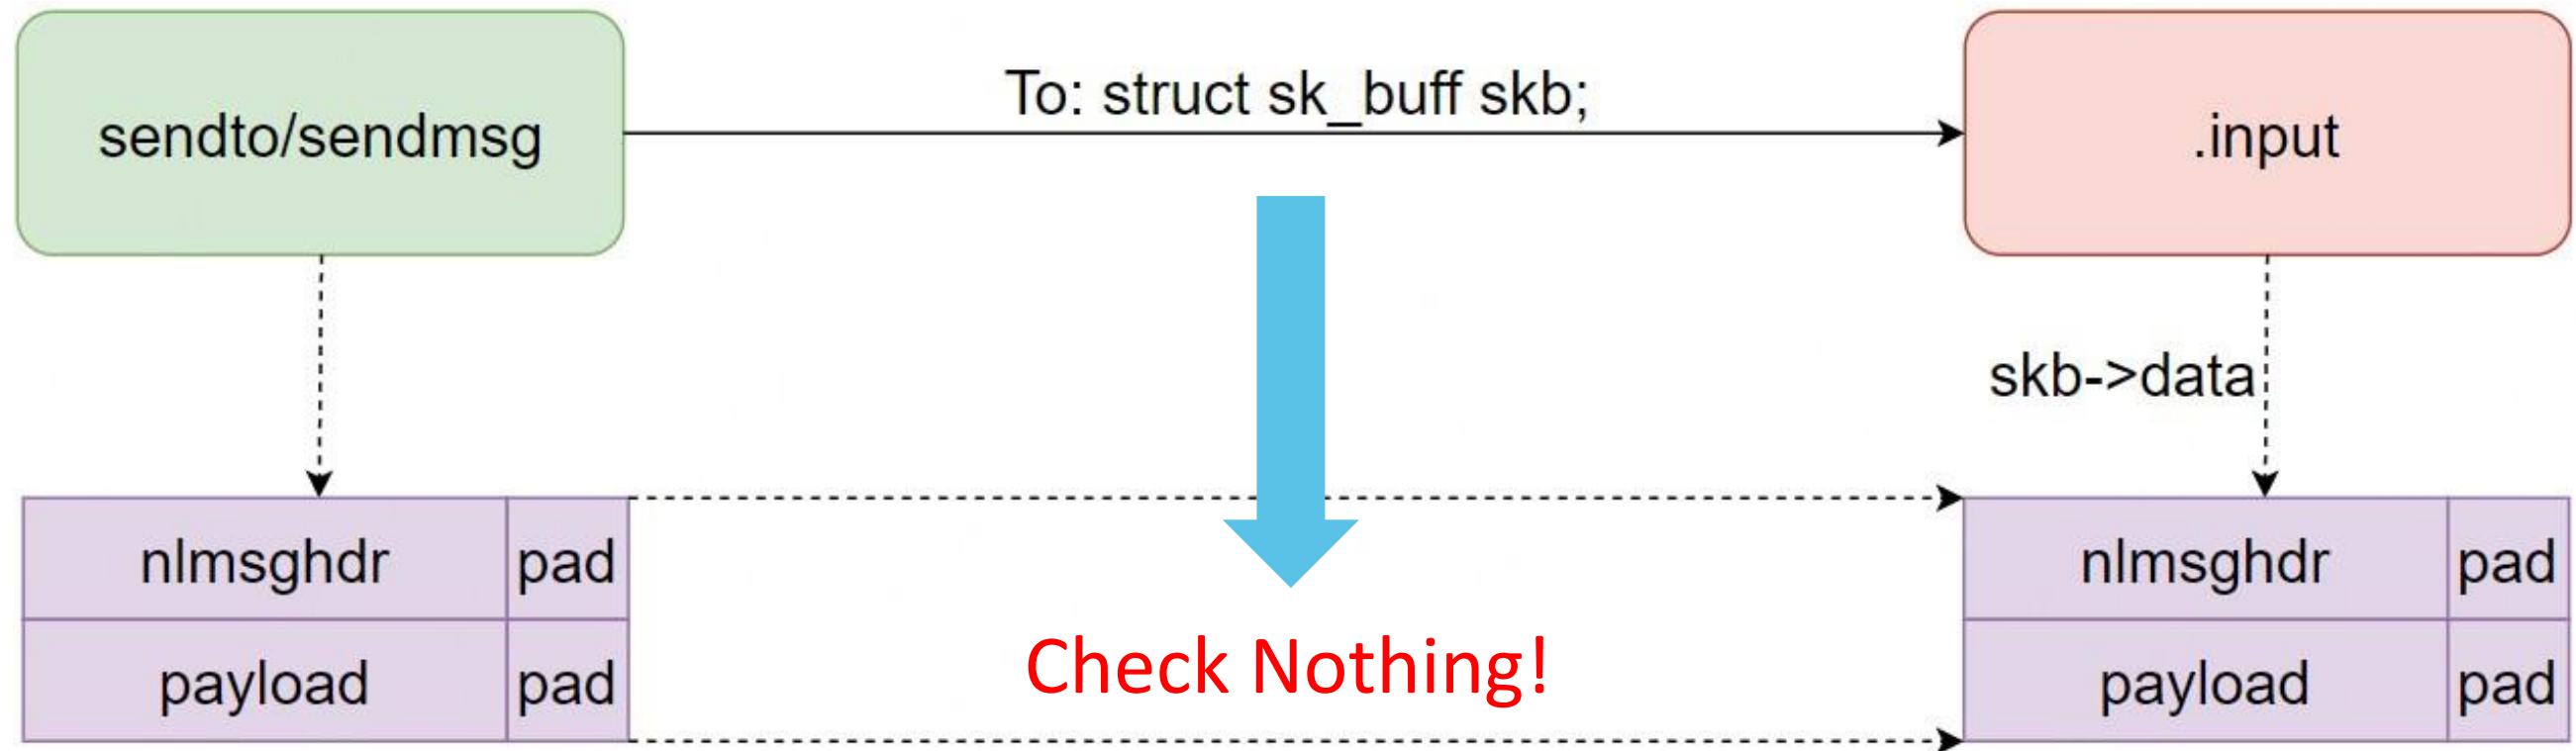 sendto/sendmsg
To: struct sk_buff skb;
.input
skb->data
nlmsghdr
pad
payload
pad
Check Nothing!
nlmsghdr
pad
payload
pad